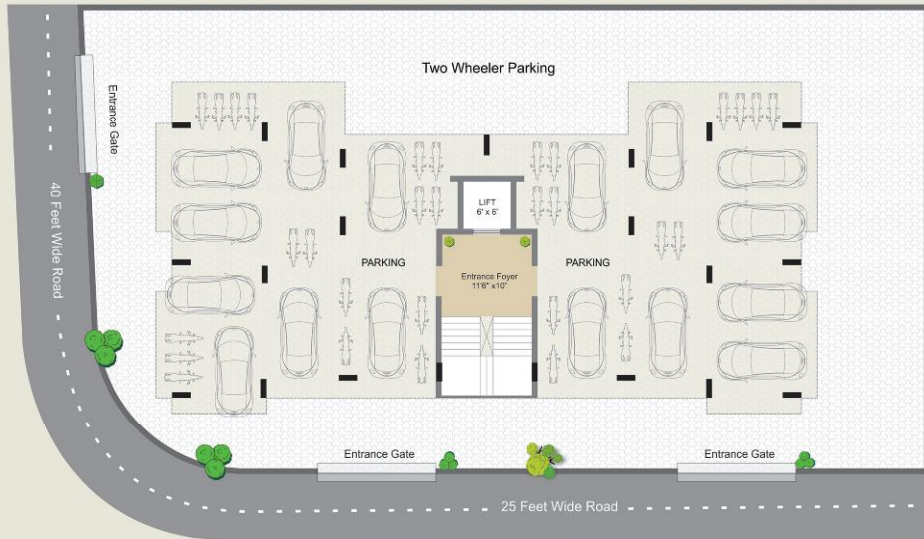 Two Wheeler Parking
Entrance Gate
40 Feet Wide Road
LIFT
6' x 6'
PARKING
PARKING
Entrance Foyer
11'6" x10"
Entrance Gate
Entrance Gate
25 Feet Wide Road